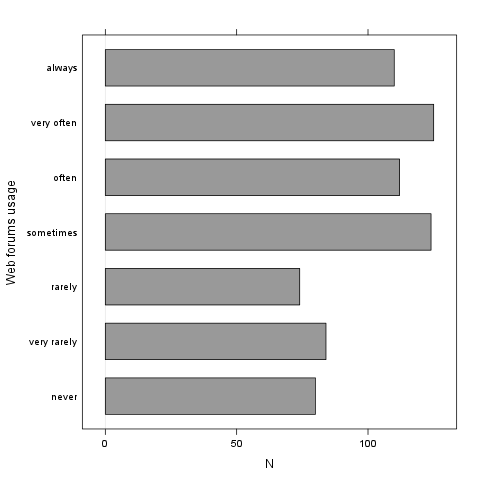 always
very often
often
sometimes
rarely
very rarely
never
Web forums usage
0 50 100
N